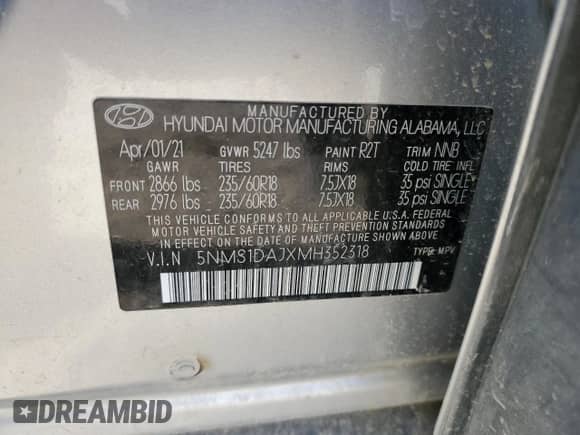 MANUFACTURED BY
HYUNDAI MOTOR MANUFACTURING ALABAMA, LLC
Apr/01/21 GVWR 5247 lbs PAINT R2T TRIM NNB
GAWR TIRES RIMS COLD TIRE INFL
FRONT 2866 lbs 235/60R18 7.5JX18 35 psi SINGLE
REAR 2976 lbs 235/60R18 7.5JX18 35 psi SINGLE
THIS VEHICLE CONFORMS TO ALL APPLICABLE U.S.A. FEDERAL
MOTOR VEHICLE SAFETY AND THEFT PREVENTION STANDARDS IN
EFFECT ON THE DATE OF MANUFACTURE SHOWN ABOVE.
V.I.N 5NMS1DAJXMH352318 TYPE: MPV
DREAMBID